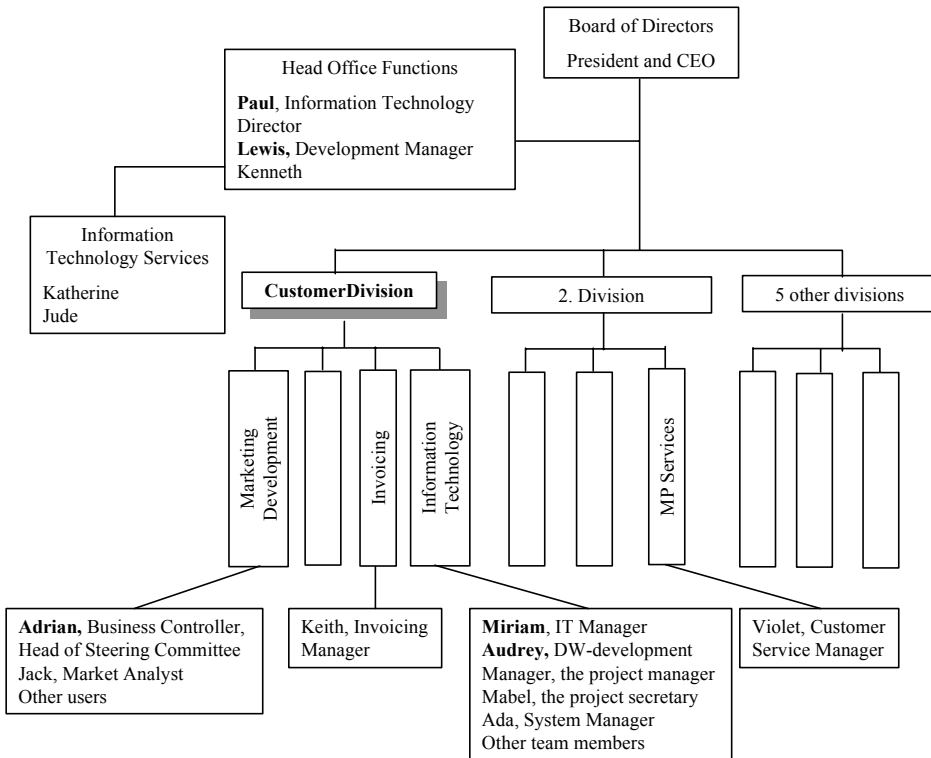 Board of Directors
President and CEO
Head Office Functions
Paul, Information Technology
Director
Lewis, Development Manager
Kenneth
Information
Technology Services
Katherine
Jude
CustomerDivision
2. Division
5 other divisions
Marketing
Development
Invoicing
Information
Technology
MP Services
Adrian, Business Controller,
Head of Steering Committee
Jack, Market Analyst
Other users
Keith, Invoicing
Manager
Miriam, IT Manager
Audrey, DW-development
Manager, the project manager
Mabel, the project secretary
Ada, System Manager
Other team members
Violet, Customer
Service Manager